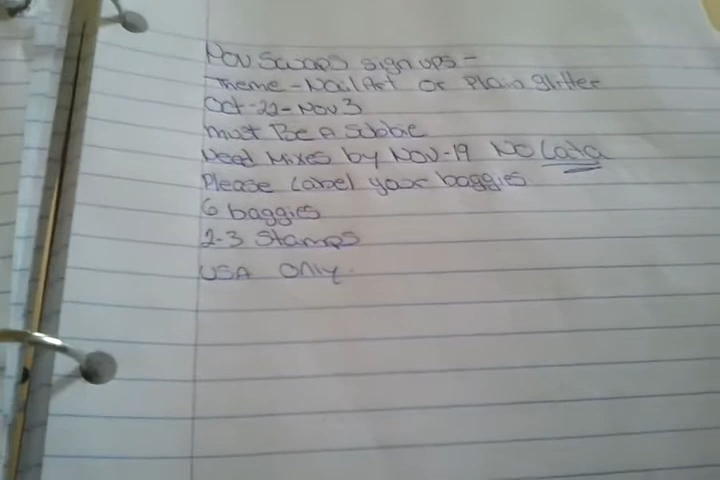 Nov Swaps sign ups -
Theme - Nail Art or Plain glitter
Oct-22-Nov 3
must Be A Subbie
Need Mixes by NOV-19 NO Lata
Please Label your baggies
6 baggies
2-3 Stamps
USA Only.